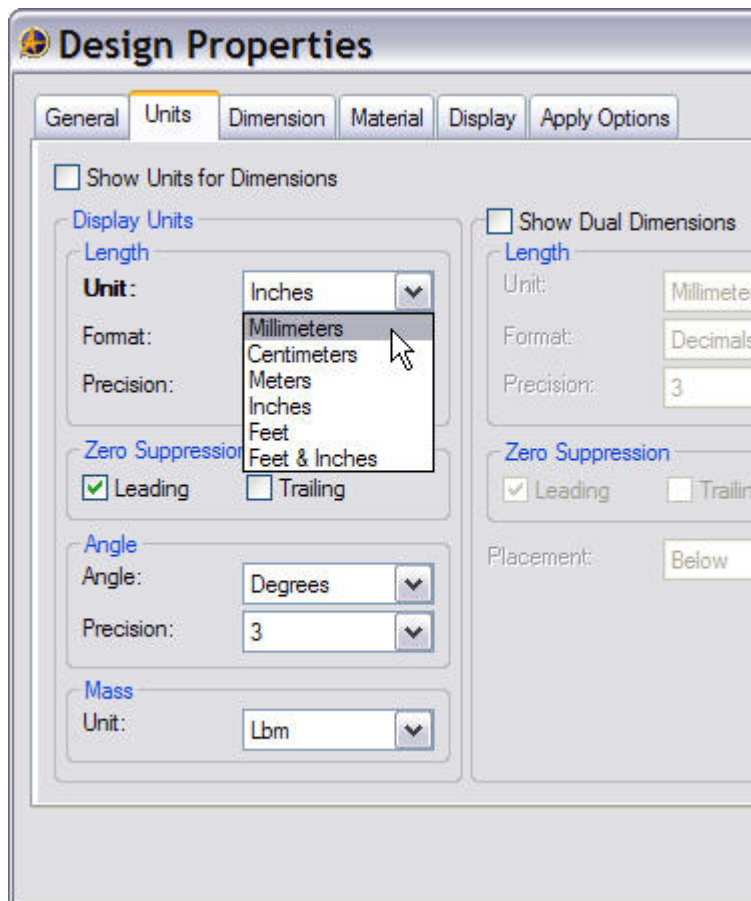 Design Properties
General Units Dimension Material Display Apply Options
Show Units for Dimensions
Display Units
Length
Unit: Inches
Millimeters
Centimeters
Meters
Inches
Feet
Feet & Inches
Format:
Precision:
Zero Suppression
Leading Trailing
Angle
Angle: Degrees
Precision: 3
Mass
Unit: Lbm
Show Dual Dimensions
Length
Unit:
Format:
Precision: 3
Zero Suppression
Leading
Placement: Below